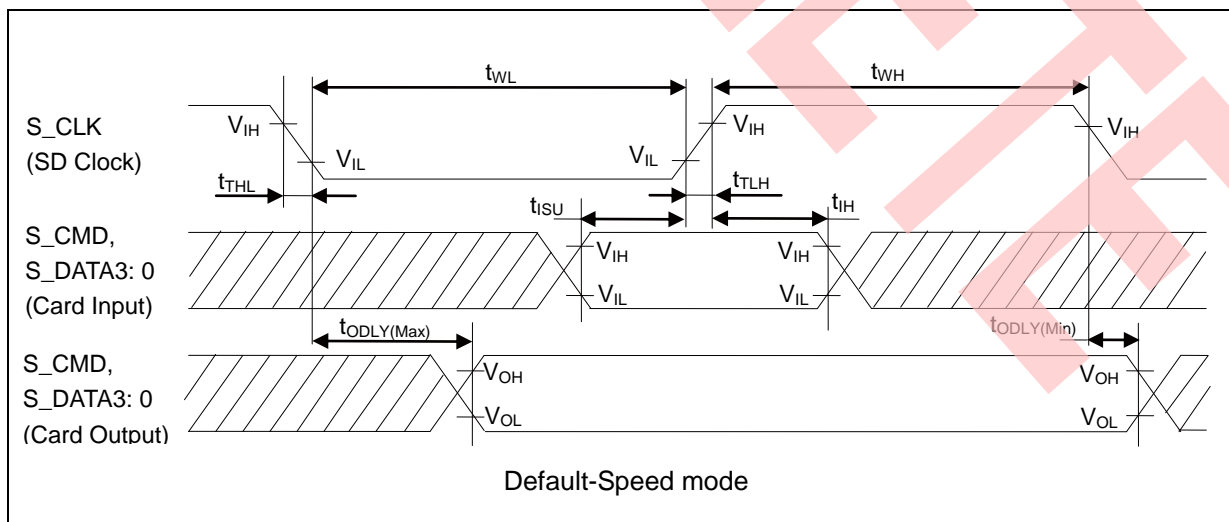 tWL
tWH
S_CLK
(SD Clock)
VIH
VIL
VIL
VIH
VIH
tTHL
tTLH
tISU
tIH
S_CMD,
S_DATA3: 0
(Card Input)
VIH
VIL
VIH
VIL
tODLY(Max)
tODLY(Min)
S_CMD,
S_DATA3: 0
(Card Output)
VOH
VOL
VOH
VOL
Default-Speed mode